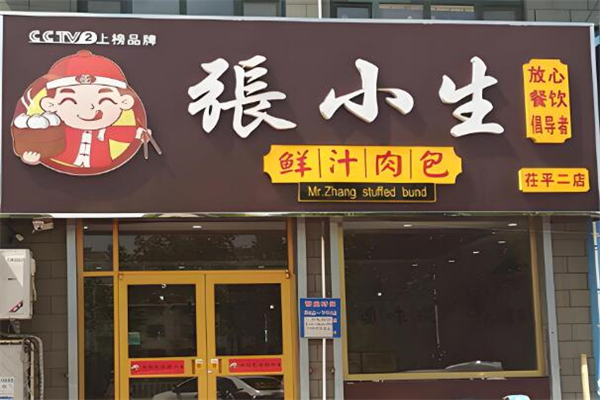 CCTV2上榜品牌
張小生
鲜汁肉包
Mr.Zhang stuffed bund
放心
餐饮
倡导者
茌平二店